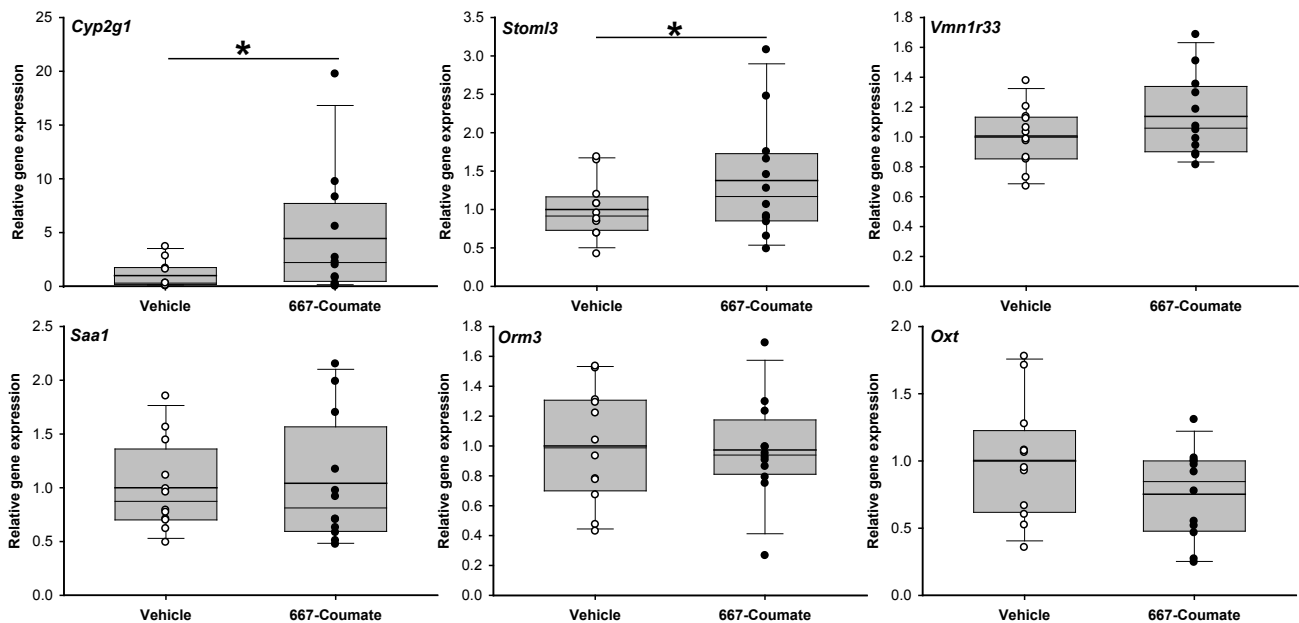 Cyp2g1
Relative gene expression
25
20
15
10
5
0
*
Vehicle
667-Coumate
Stoml3
Relative gene expression
3.5
3.0
2.5
2.0
1.5
1.0
0.5
0.0
*
Vehicle
667-Coumate
Vmn1r33
Relative gene expression
1.8
1.6
1.4
1.2
1.0
0.8
0.6
0.4
0.2
0.0
Vehicle
667-Coumate
Saa1
Relative gene expression
2.5
2.0
1.5
1.0
0.5
0.0
Vehicle
667-Coumate
Orm3
Relative gene expression
1.8
1.6
1.4
1.2
1.0
0.8
0.6
0.4
0.2
0.0
Vehicle
667-Coumate
Oxt
Relative gene expression
2.0
1.5
1.0
0.5
0.0
Vehicle
667-Coumate